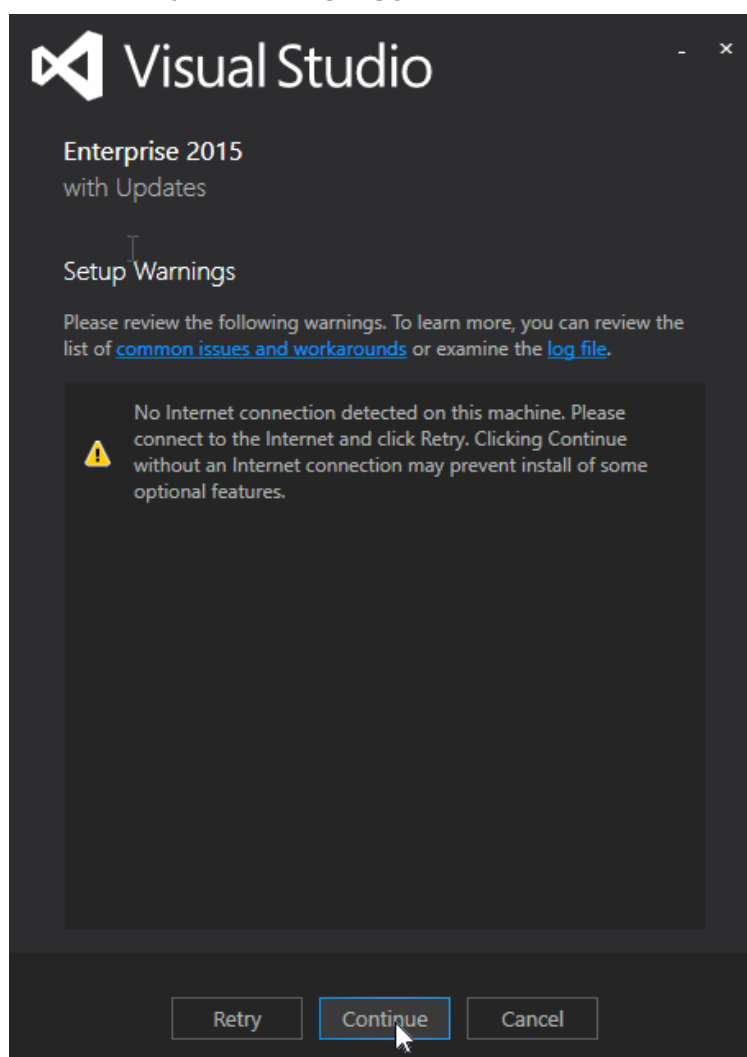 Visual Studio
Enterprise 2015
with Updates
Setup Warnings
Please review the following warnings. To learn more, you can review the
list of common issues and workarounds or examine the log file.
No Internet connection detected on this machine. Please
connect to the Internet and click Retry. Clicking Continue
without an Internet connection may prevent install of some
optional features.
Retry Continue Cancel